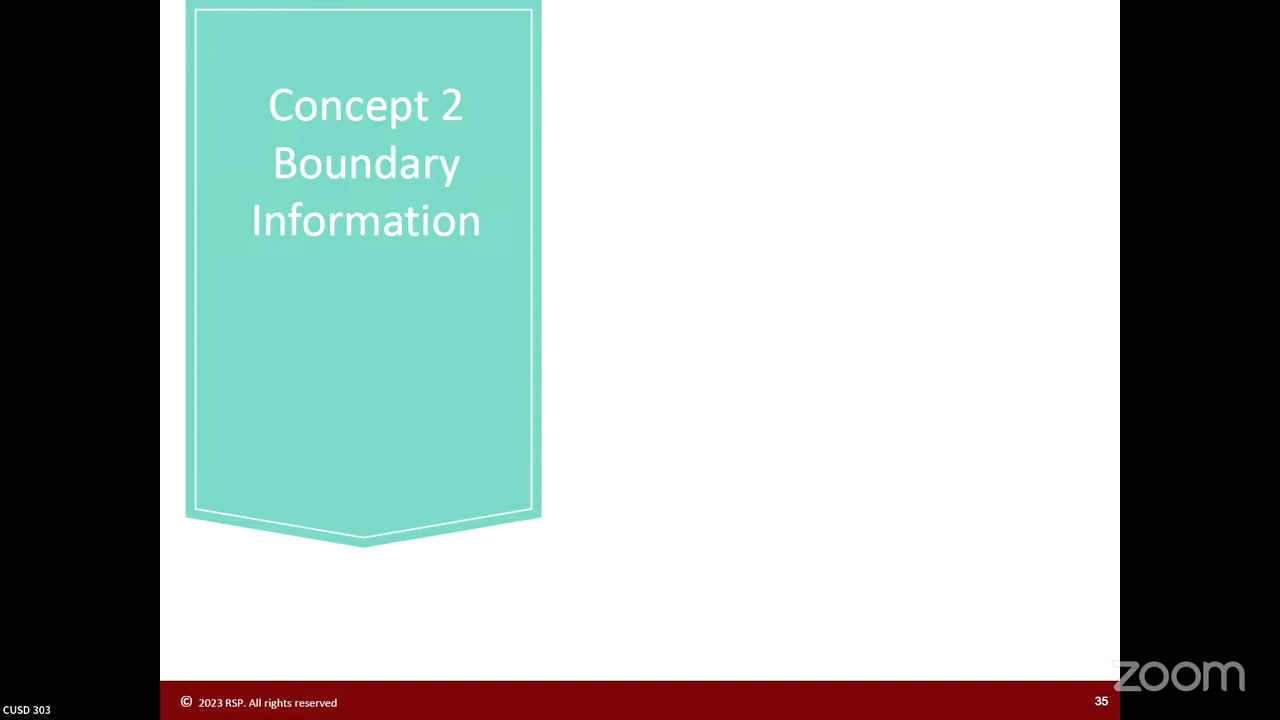 Concept 2
Boundary
Information
© 2023 RSP. All rights reserved
35
zoom
CUSD 303